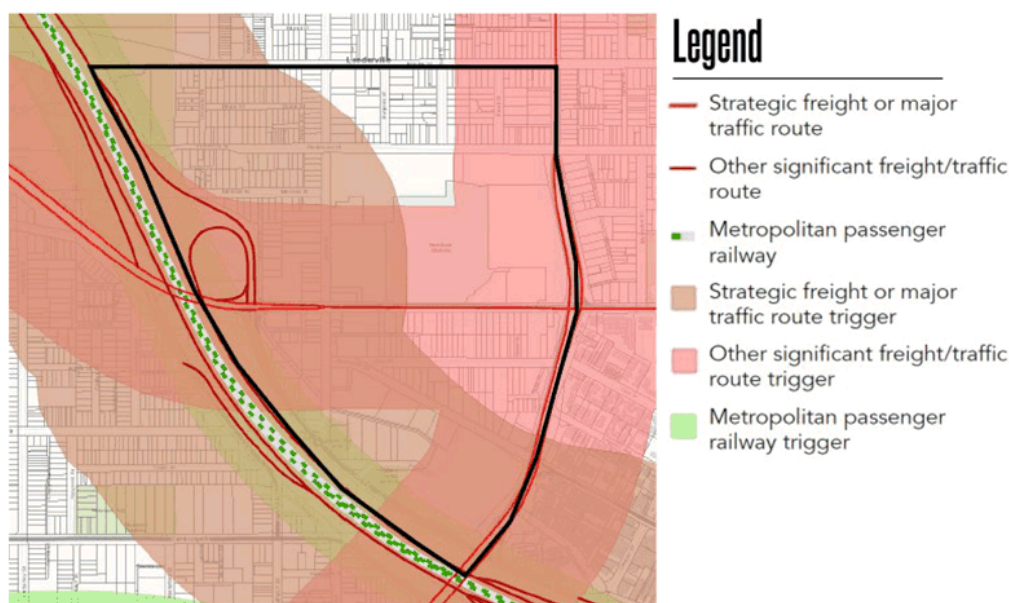 Leederville
Legend
Strategic freight or major
traffic route
Other significant freight/traffic
route
Metropolitan passenger
railway
Strategic freight or major
traffic route trigger
Other significant freight/traffic
route trigger
Metropolitan passenger
railway trigger